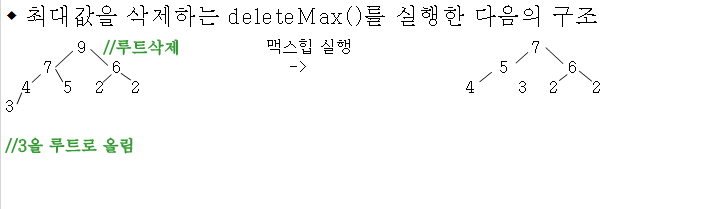 ◆ 최대값을 삭제하는 deleteMax()를 실행한 다음의 구조
9 //루트삭제 맥스힙 실행 7
7 6 -> 5 6
4 5 2 2 4 3 2 2
3
//3을 루트로 올림